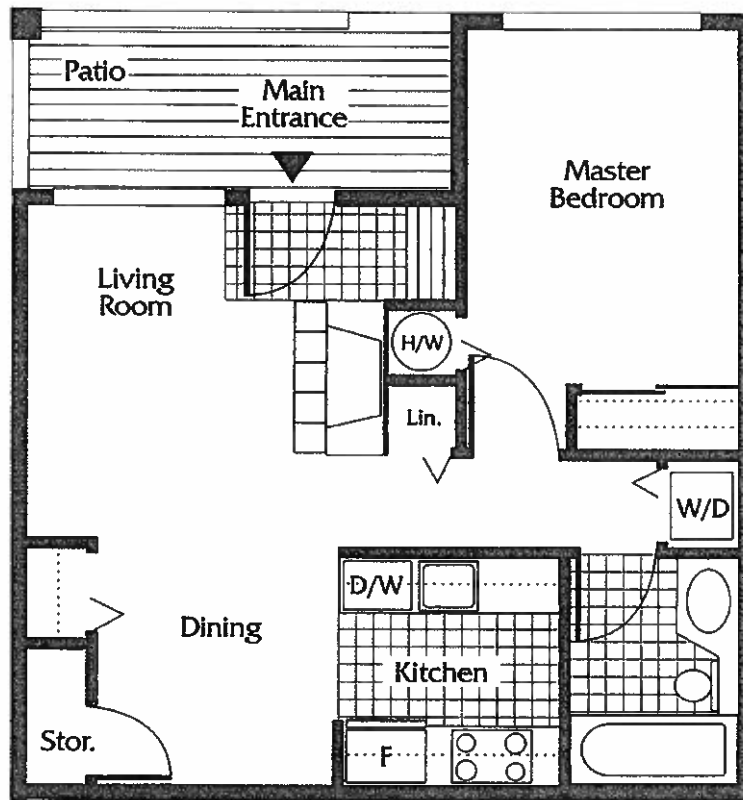 Patio
Main
Entrance
Master
Bedroom
Living
Room
H/W
Lin.
W/D
D/W
Dining
Kitchen
Stor.
F